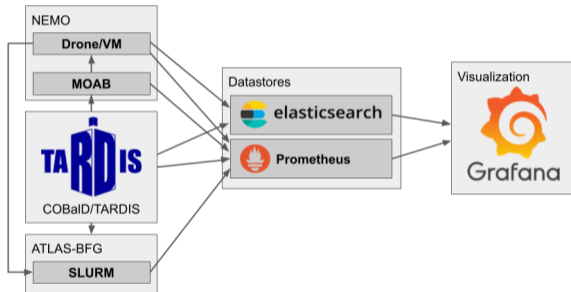 NEMO
Drone/VM
MOAB
TARDIS
COBalD/TARDIS
ATLAS-BFG
SLURM
Datastores
elasticsearch
Prometheus
Visualization
Grafana